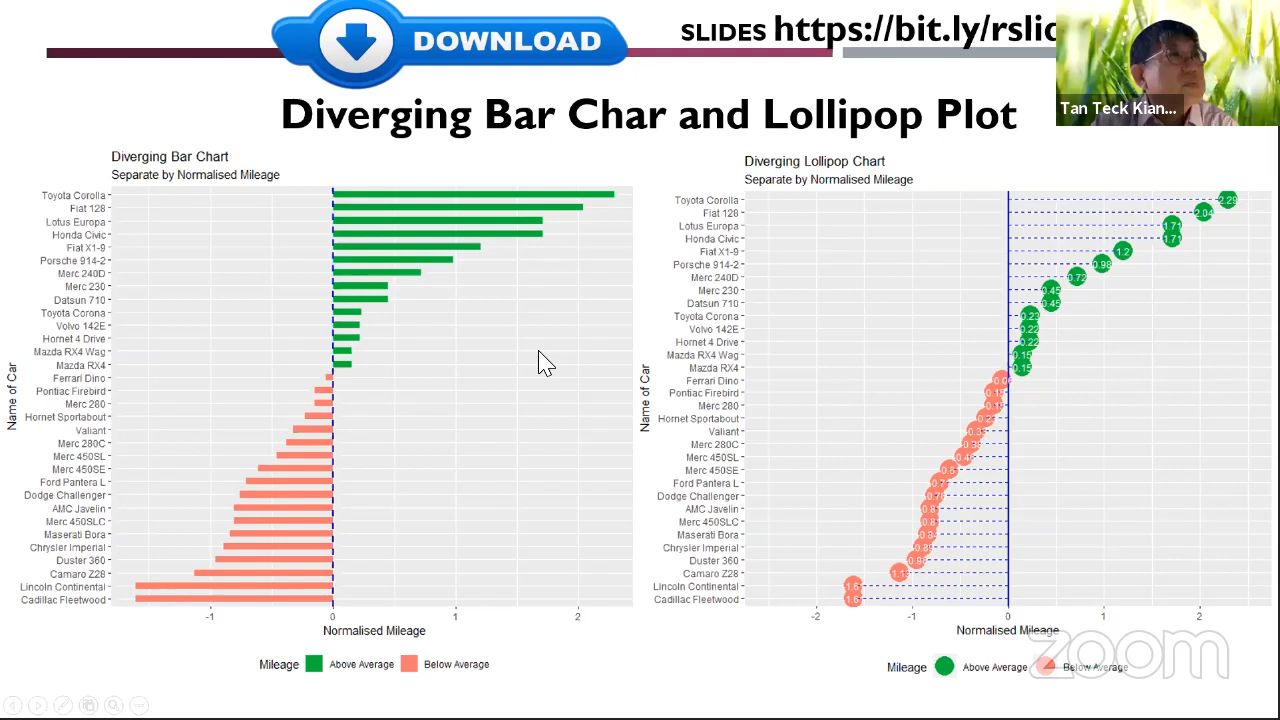 DOWNLOAD
SLIDES https://bit.ly/rslic
Tan Teck Kian...
Diverging Bar Char and Lollipop Plot
Diverging Bar Chart
Separate by Normalised Mileage
Name of Car
Toyota Corolla
Fiat 128
Lotus Europa
Honda Civic
Fiat X1-9
Porsche 914-2
Merc 240D
Merc 230
Datsun 710
Toyota Corona
Volvo 142E
Hornet 4 Drive
Mazda RX4 Wag
Mazda RX4
Ferrari Dino
Pontiac Firebird
Merc 280
Hornet Sportabout
Valiant
Merc 280C
Merc 450SL
Merc 450SE
Ford Pantera L
Dodge Challenger
AMC Javelin
Merc 450SLC
Maserati Bora
Chrysler Imperial
Duster 360
Camaro Z28
Lincoln Continental
Cadillac Fleetwood
-1 0 1 2
Normalised Mileage
Mileage Above Average Below Average
Diverging Lollipop Chart
Separate by Normalised Mileage
Name of Car
Toyota Corolla 2.29
Fiat 128 2.04
Lotus Europa 1.71
Honda Civic 1.71
Fiat X1-9 1.2
Porsche 914-2 0.98
Merc 240D 0.72
Merc 230 0.45
Datsun 710 0.45
Toyota Corona 0.23
Volvo 142E 0.22
Hornet 4 Drive 0.22
Mazda RX4 Wag 0.15
Mazda RX4 0.15
Ferrari Dino
Pontiac Firebird
Merc 280
Hornet Sportabout
Valiant
Merc 280C
Merc 450SL
Merc 450SE
Ford Pantera L
Dodge Challenger
AMC Javelin
Merc 450SLC
Maserati Bora
Chrysler Imperial
Duster 360
Camaro Z28
Lincoln Continental
Cadillac Fleetwood
-2 -1 0 1 2
Normalised Mileage
Mileage Above Average Below Average
zoom